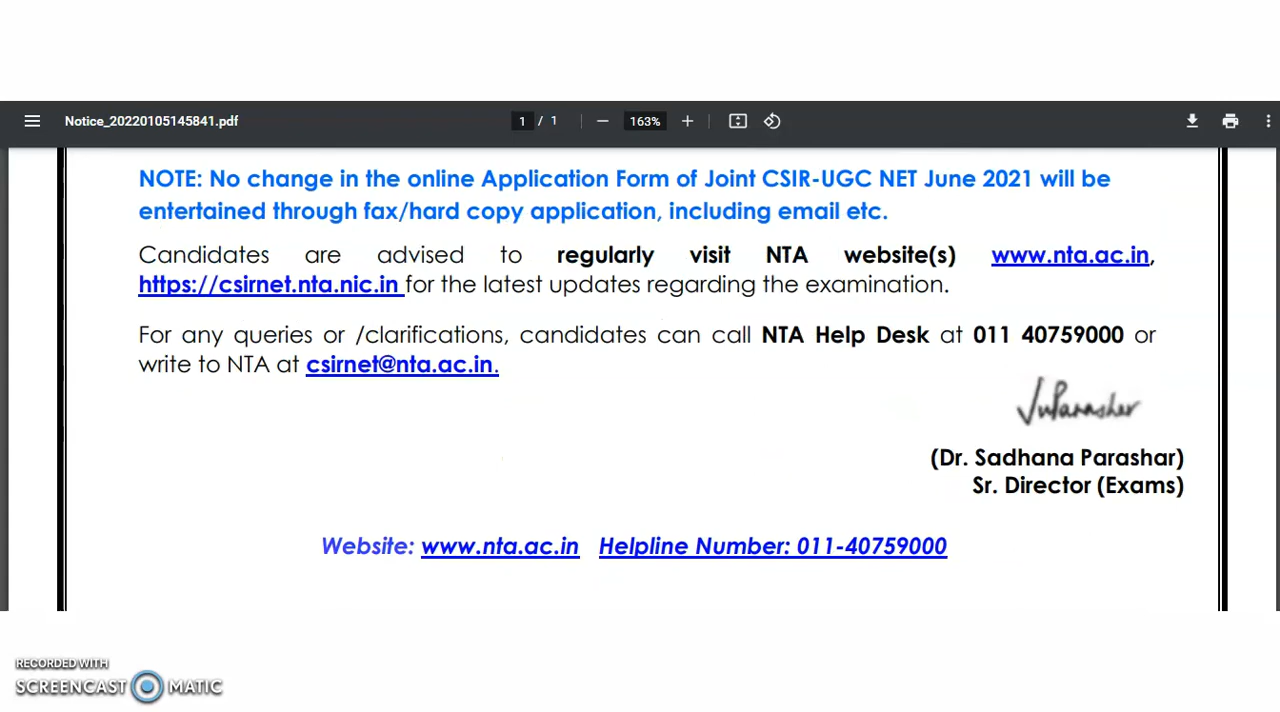 Notice_20220105145841.pdf
1 / 1
163%
NOTE: No change in the online Application Form of Joint CSIR-UGC NET June 2021 will be
entertained through fax/hard copy application, including email etc.
Candidates are advised to regularly visit NTA website(s) www.nta.ac.in,
https://csirnet.nta.nic.in for the latest updates regarding the examination.
For any queries or /clarifications, candidates can call NTA Help Desk at 011 40759000 or
write to NTA at csirnet@nta.ac.in.
(Dr. Sadhana Parashar)
Sr. Director (Exams)
Website: www.nta.ac.in Helpline Number: 011-40759000
RECORDED WITH
SCREENCAST MATIC